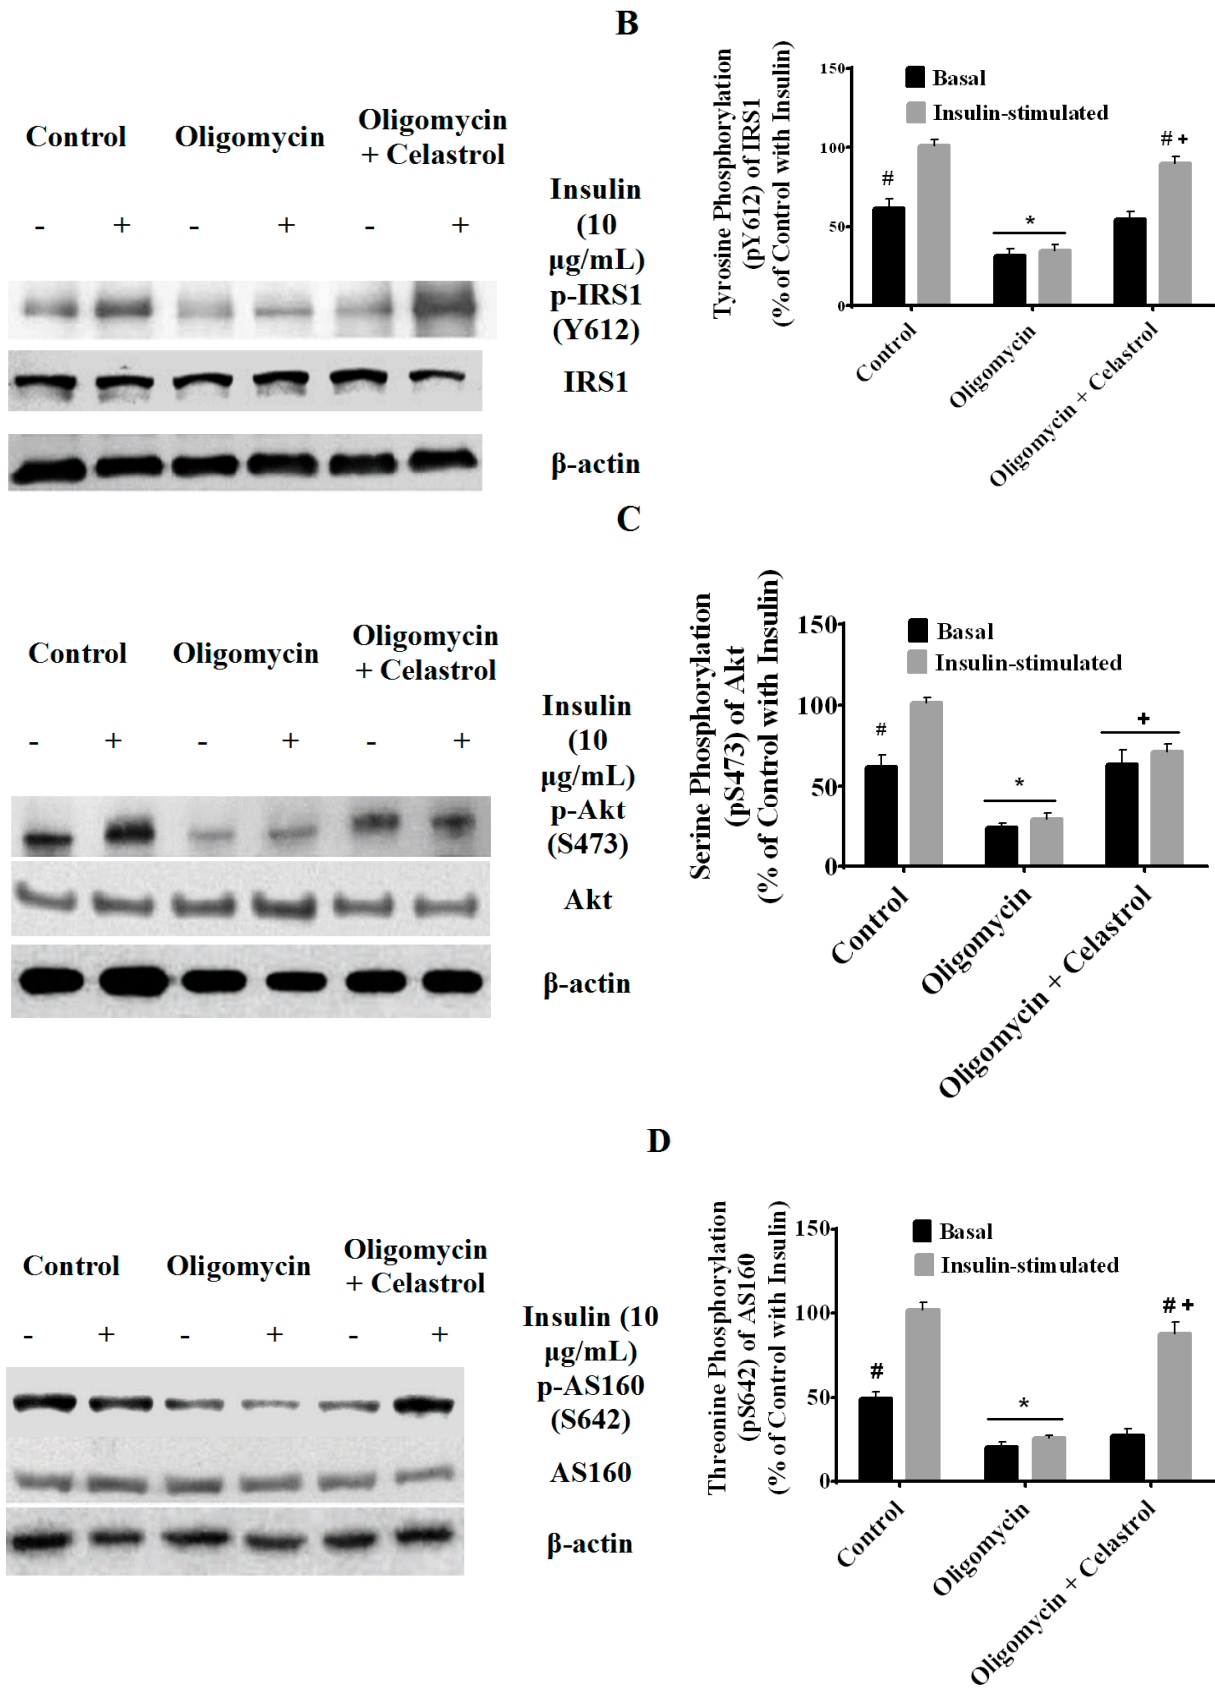 B
Control
Oligomycin
Oligomycin
+ Celastrol
Insulin
(10
µg/mL)
- + - + - +
p-IRS1
(Y612)
IRS1
β-actin
Tyrosine Phosphorylation
(pY612) of IRS1
(% of Control with Insulin)
150
100
50
0
Basal
Insulin-stimulated
#
*
# +
Control
Oligomycin
Oligomycin + Celastrol
C
Control
Oligomycin
Oligomycin
+ Celastrol
Insulin
(10
µg/mL)
- + - + - +
p-Akt
(S473)
Akt
β-actin
Serine Phosphorylation
(pS473) of Akt
(% of Control with Insulin)
150
100
50
0
Basal
Insulin-stimulated
#
*
+
Control
Oligomycin
Oligomycin + Celastrol
D
Control
Oligomycin
Oligomycin
+ Celastrol
Insulin (10
µg/mL)
- + - + - +
p-AS160
(S642)
AS160
β-actin
Threonine Phosphorylation
(pS642) of AS160
(% of Control with Insulin)
150
100
50
0
Basal
Insulin-stimulated
#
*
# +
Control
Oligomycin
Oligomycin + Celastrol